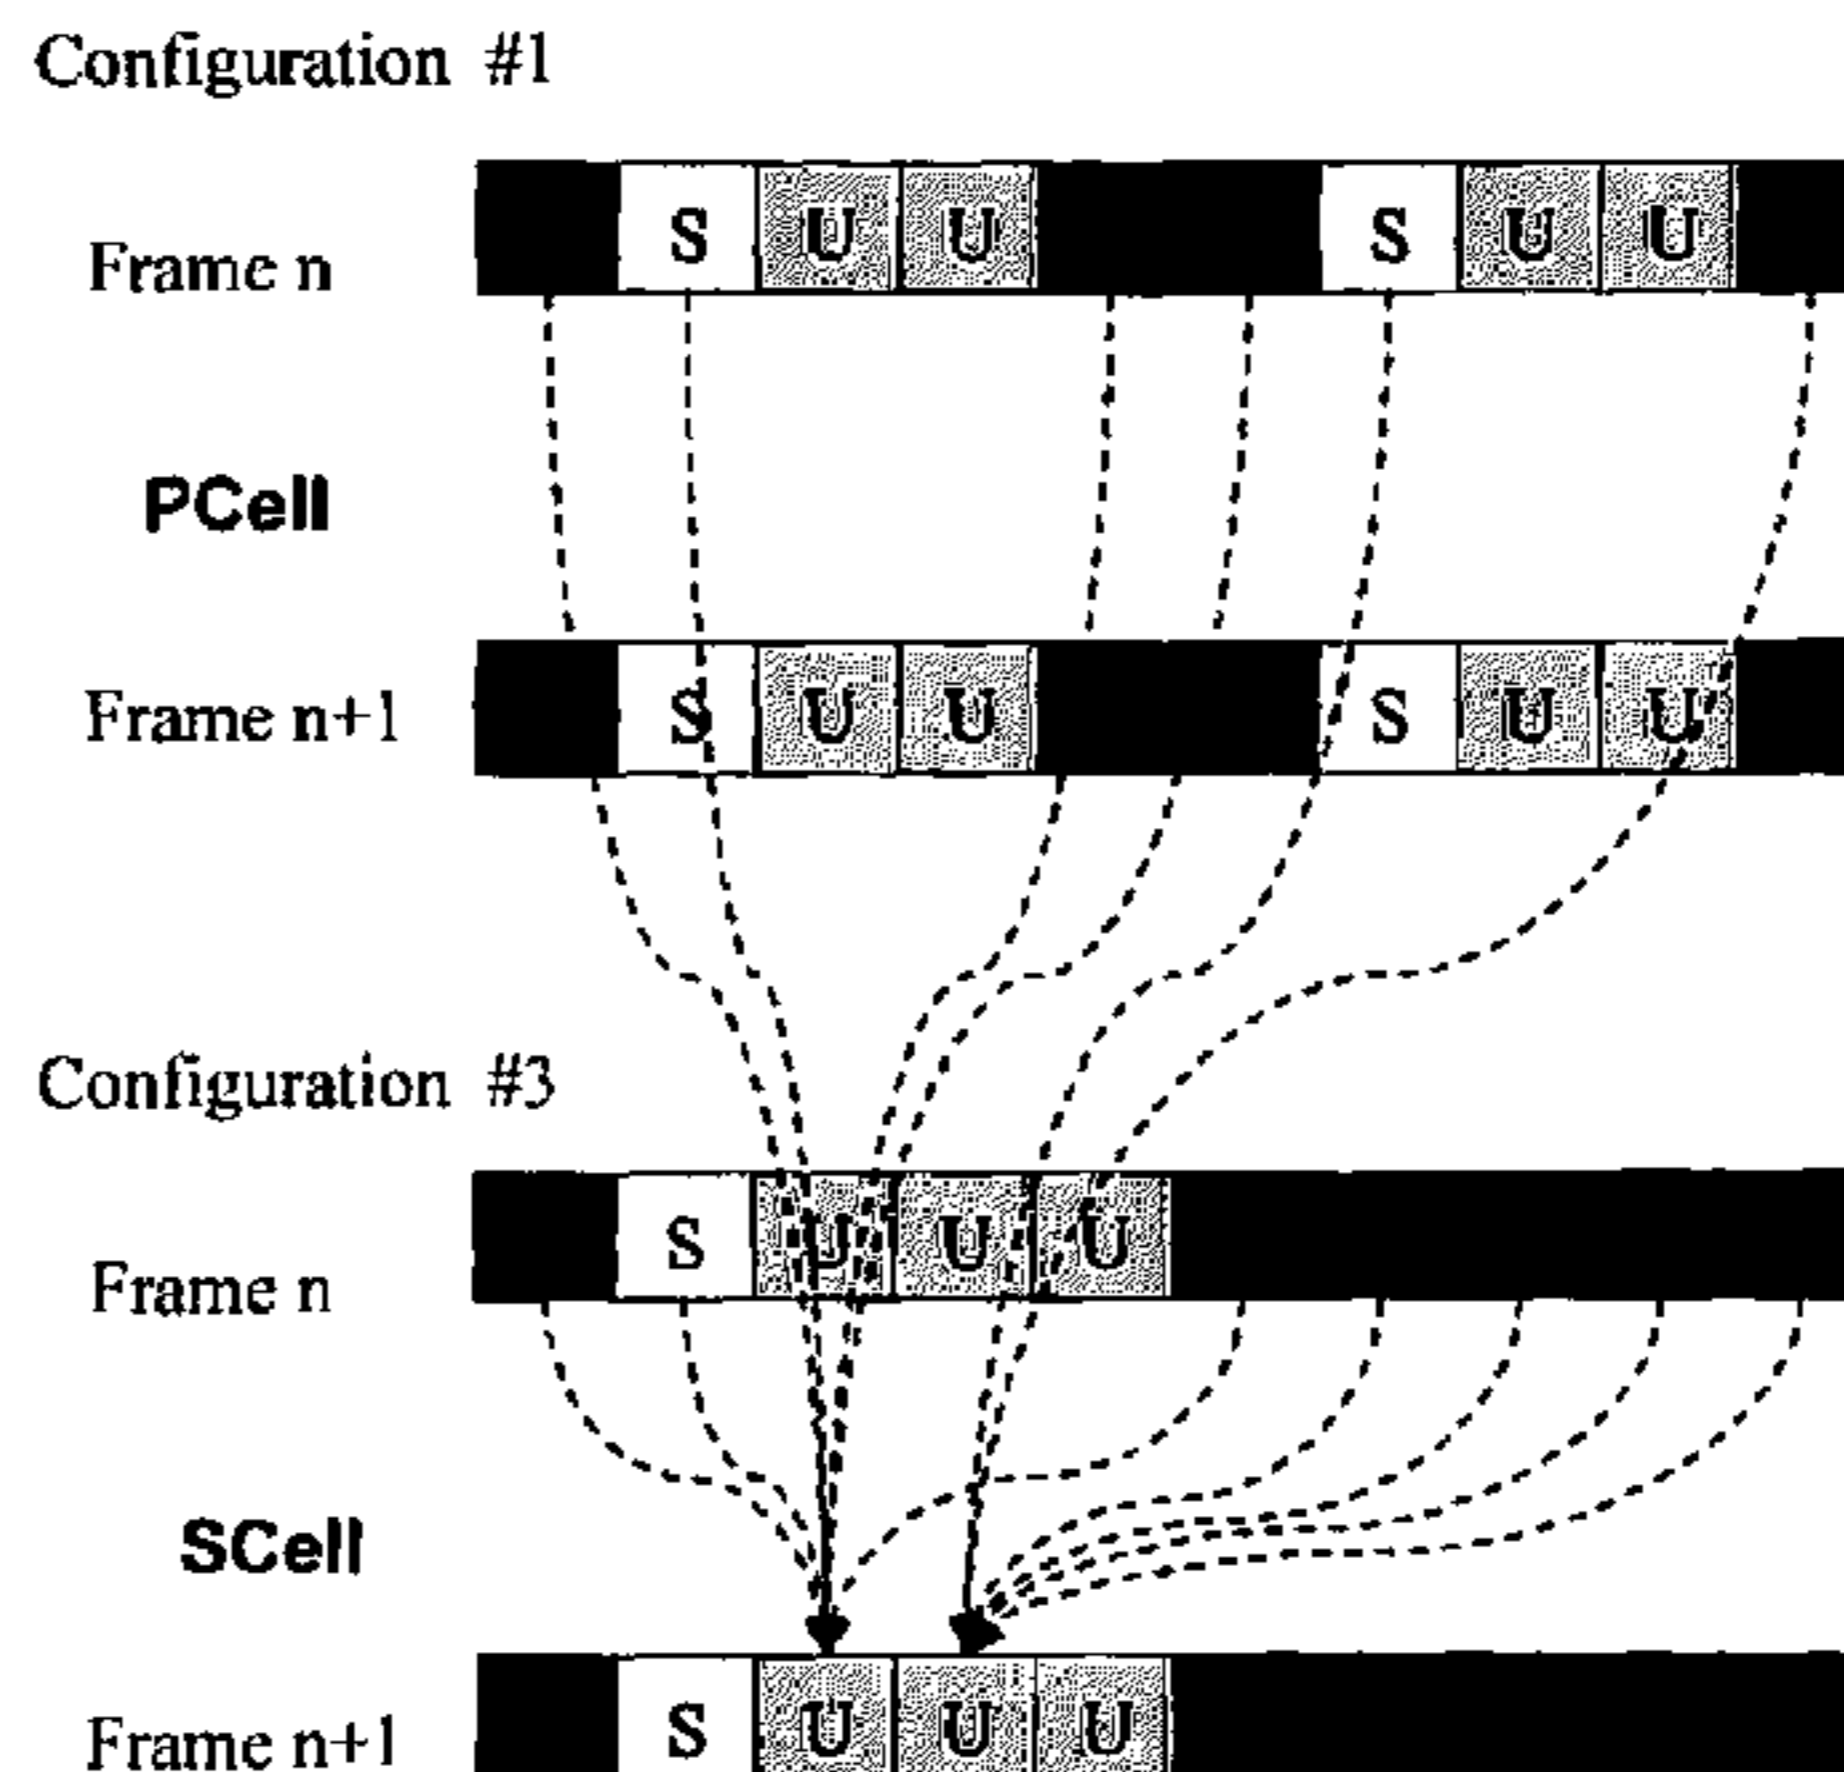 Configuration #1
Frame n
S U U S U U
PCell
Frame n+1
S U U S U U
Configuration #3
Frame n
S U U U
SCell
Frame n+1
S U U U